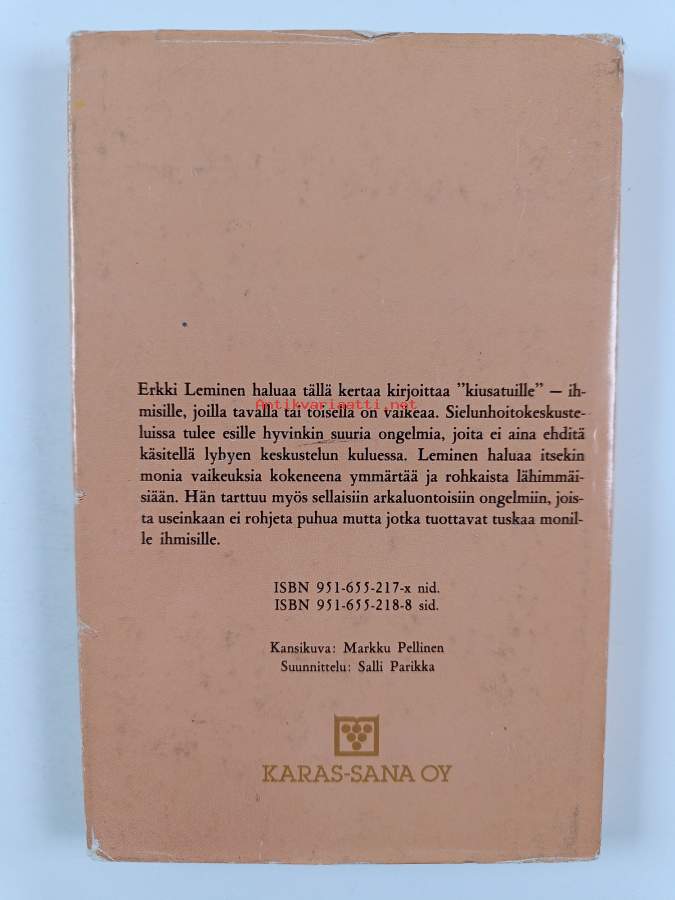 Erkki Leminen haluaa tällä kertaa kirjoittaa ”kiusatuille” — ih-
misille, joilla tavalla tai toisella on vaikeaa. Sielunhoitokeskuste-
Antikvariaatti.net
luissa tulee esille hyvinkin suuria ongelmia, joita ei aina ehditä
käsitellä lyhyen keskustelun kuluessa. Leminen haluaa itsekin
monia vaikeuksia kokeneena ymmärtää ja rohkaista lähimmäi-
siään. Hän tarttuu myös sellaisiin arkaluontoisiin ongelmiin, jois-
ta useinkaan ei rohjeta puhua mutta jotka tuottavat tuskaa monil-
le ihmisille.
ISBN 951-655-217-x nid.
ISBN 951-655-218-8 sid.
Kansikuva: Markku Pellinen
Suunnittelu: Salli Parikka
KARAS-SANA OY